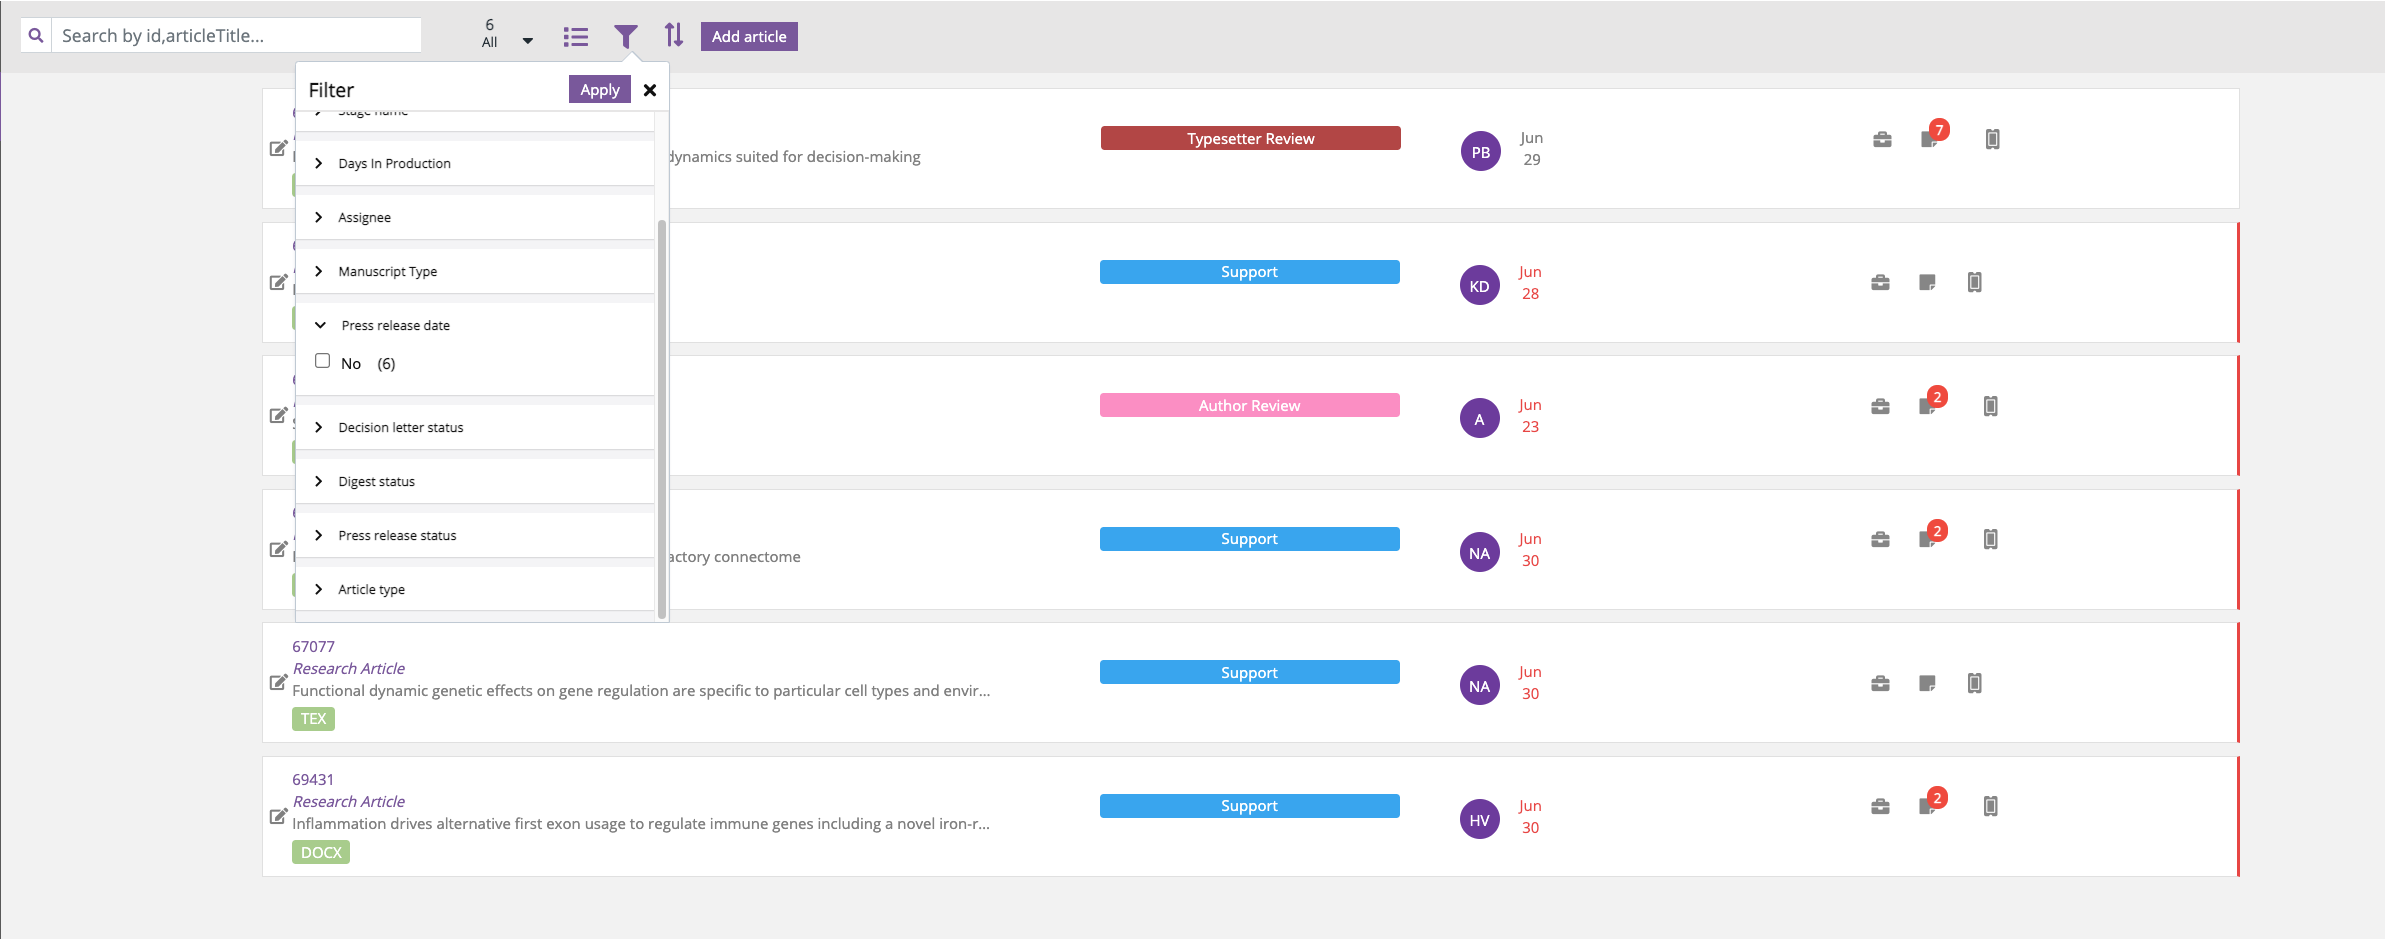 Search by id,articleTitle...
6
All
Add article
Filter
Apply
Stage name
Days In Production
Assignee
Manuscript Type
Press release date
No (6)
Decision letter status
Digest status
Press release status
Article type
dynamics suited for decision-making
Typesetter Review
PB
Jun
29
7
Support
KD
Jun
28
Author Review
A
Jun
23
2
actory connectome
Support
NA
Jun
30
2
67077
Research Article
Functional dynamic genetic effects on gene regulation are specific to particular cell types and envir...
TEX
Support
NA
Jun
30
69431
Research Article
Inflammation drives alternative first exon usage to regulate immune genes including a novel iron-r...
DOCX
Support
HV
Jun
30
2